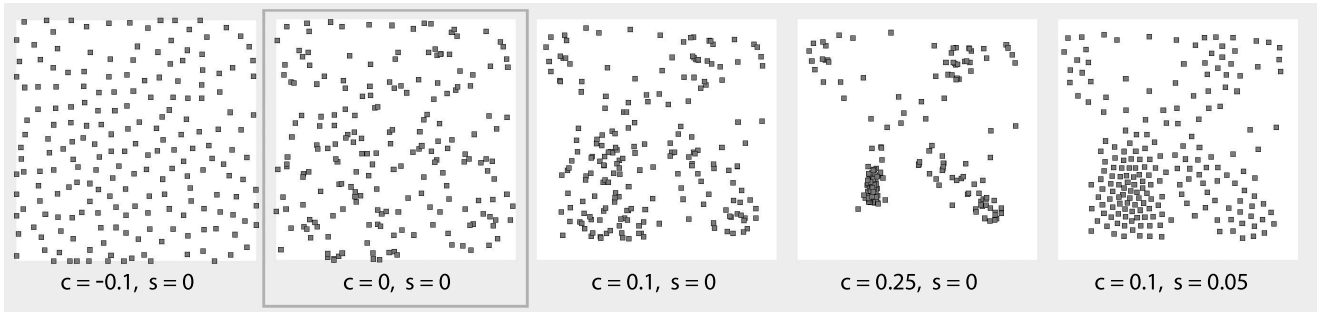 c = -0.1, s = 0
c = 0, s = 0
c = 0.1, s = 0
c = 0.25, s = 0
c = 0.1, s = 0.05